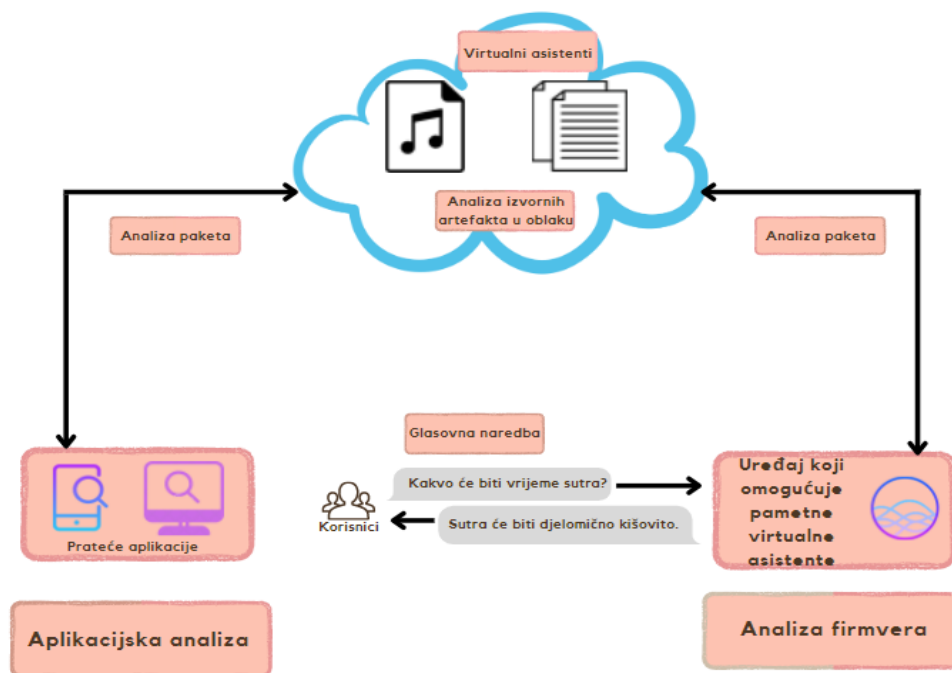 Virtualni asistenti
Analiza izvornih
artefakta u oblaku
Analiza paketa
Analiza paketa
Glasovna naredba
Kakvo će biti vrijeme sutra?
Sutra će biti djelomično kišovito.
Korisnici
Prateće aplikacije
Uređaj koji
omogućuje
pametne
virtualne
asistente
Aplikacijska analiza
Analiza firmvera